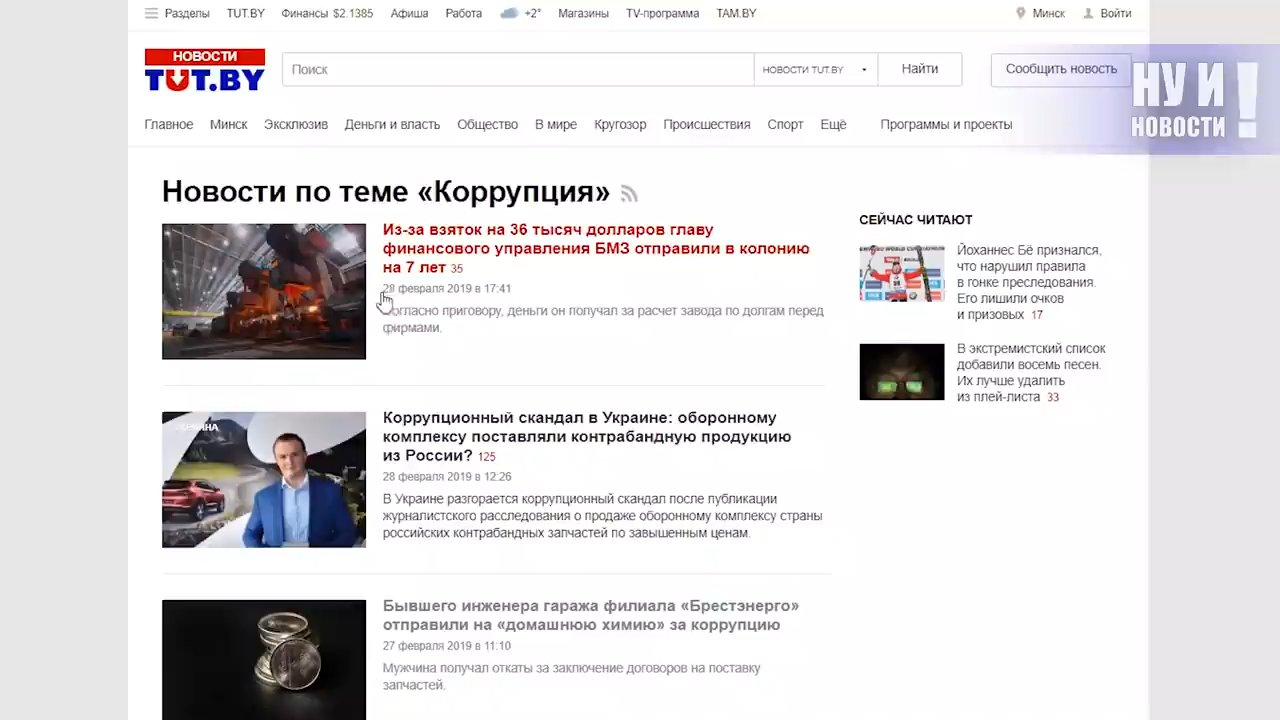 Разделы TUT.BY Финансы $2.1385 Афиша Работа +2° Магазины TV-программа TAM.BY Минск Войти
НОВОСТИ
TUT.BY
Поиск НОВОСТИ TUT.BY Найти Сообщить новость
НУ И НОВОСТИ !
Главное Минск Эксклюзив Деньги и власть Общество В мире Кругозор Происшествия Спорт Ещё Программы и проекты
Новости по теме «Коррупция»
Из-за взяток на 36 тысяч долларов главу
финансового управления БМЗ отправили в колонию
на 7 лет 35
28 февраля 2019 в 17:41
Согласно приговору, деньги он получал за расчет завода по долгам перед
фирмами.
Коррупционный скандал в Украине: оборонному
комплексу поставляли контрабандную продукцию
из России? 125
28 февраля 2019 в 12:26
В Украине разгорается коррупционный скандал после публикации
журналистского расследования о продаже оборонному комплексу страны
российских контрабандных запчастей по завышенным ценам.
Бывшего инженера гаража филиала «Брестэнерго»
отправили на «домашнюю химию» за коррупцию
27 февраля 2019 в 11:10
Мужчина получал откаты за заключение договоров на поставку
запчастей.
СЕЙЧАС ЧИТАЮТ
Йоханнес Бё признался,
что нарушил правила
в гонке преследования.
Его лишили очков
и призовых 17
В экстремистский список
добавили восемь песен.
Их лучше удалить
из плей-листа 33